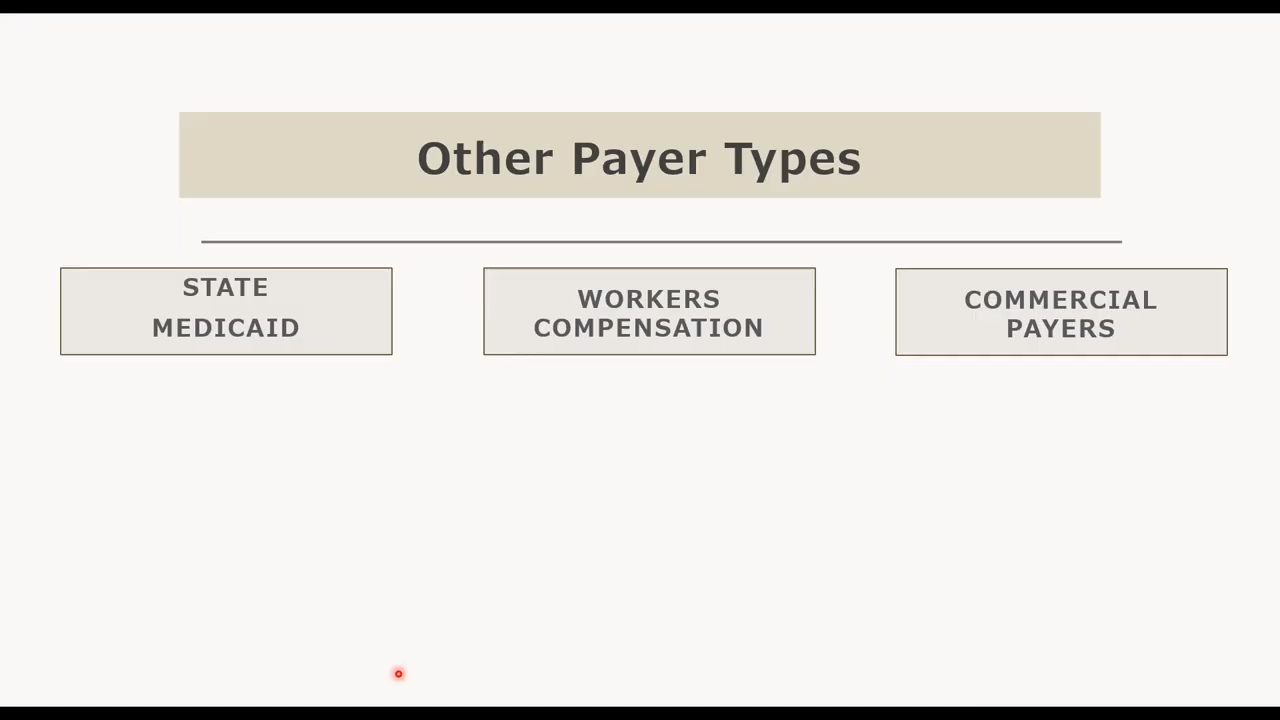 Other Payer Types
STATE
MEDICAID
WORKERS
COMPENSATION
COMMERCIAL
PAYERS